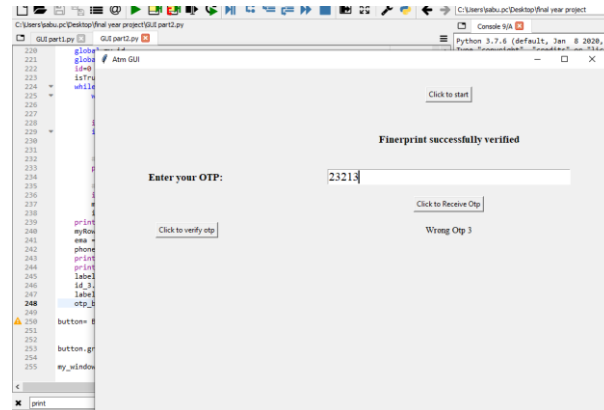 C:\Users\sabu.pc\Desktop\final year project
C:\Users\sabu.pc\Desktop\final year project\GUI part2.py
Console 9/A
GUI part1.py
GUI part2.py
Python 3.7.6 (default, Jan 8 2020,
220
221
222 id=0
223 isTru
224 while
225
226
227
228
229
230
231
232
233
234
235
236
237
238
239 print
240 myRow
241 ema =
242 phone
243 print
244 print
245 label
246 id_3.
247 label
248 otp_b
249
250 button= B
251
252
253 button.gr
254
255 my_window
Atm GUI
Click to start
Finerprint successfully verified
Enter your OTP:
23213
Click to Receive Otp
Click to verify otp
Wrong Otp 3
print